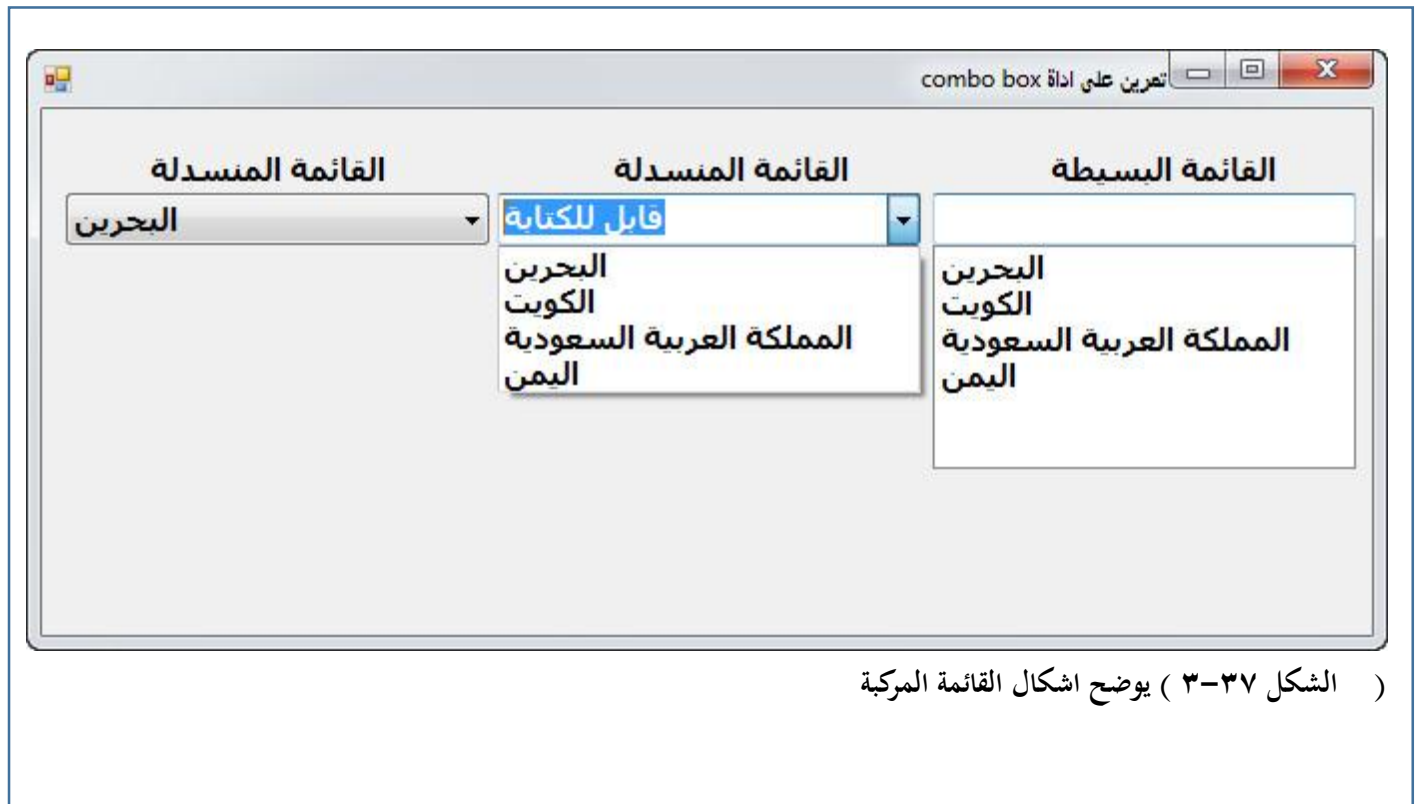 تمرين على اداة combo box
القائمة البسيطة
القائمة المنسدلة
القائمة المنسدلة
قابل للكتابة
البحرين
البحرين
الكويت
المملكة العربية السعودية
اليمن
البحرين
الكويت
المملكة العربية السعودية
اليمن
( الشكل ٣٧-٣ ) يوضح اشكال القائمة المركبة